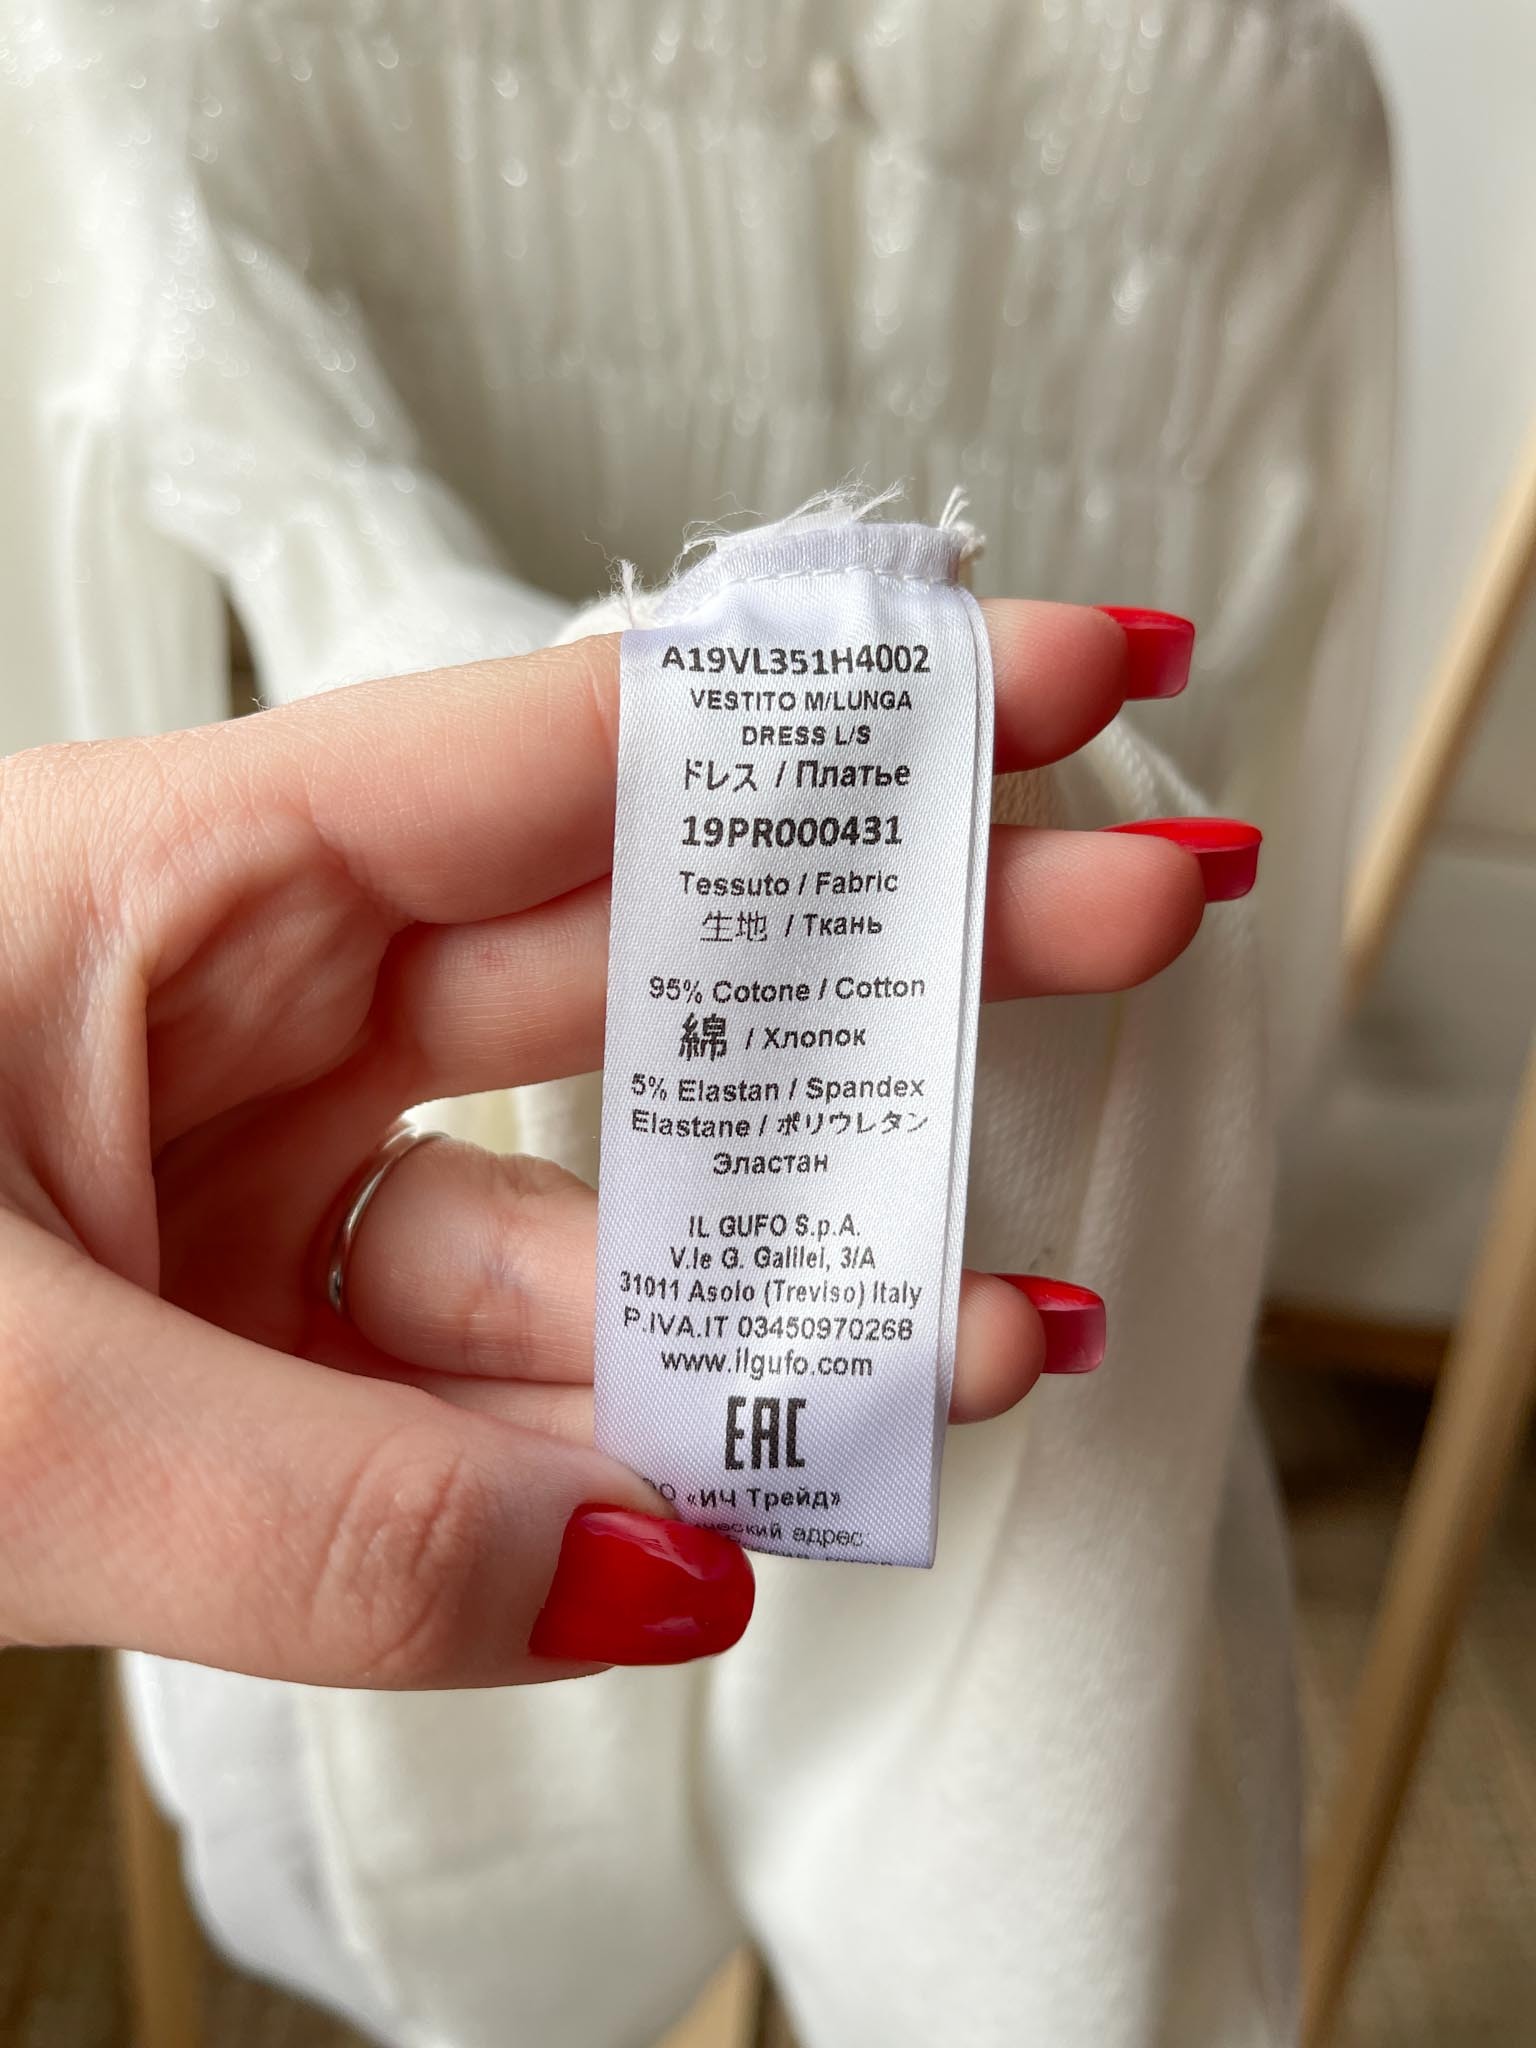 A19VL351H4002
VESTITO M/LUNGA
DRESS L/S
ドレス / Платье
19PR000431
Tessuto / Fabric
生地 / Ткань
95% Cotone / Cotton
綿 / Хлопок
5% Elastan / Spandex
Elastane / ポリウレタン
Эластан
IL GUFO S.p.A.
V.le G. Galilei, 3/A
31011 Asolo (Treviso) Italy
P.IVA.IT 03450970268
www.ilgufo.com
EAC
«ИЧ Трейд»
адрес: